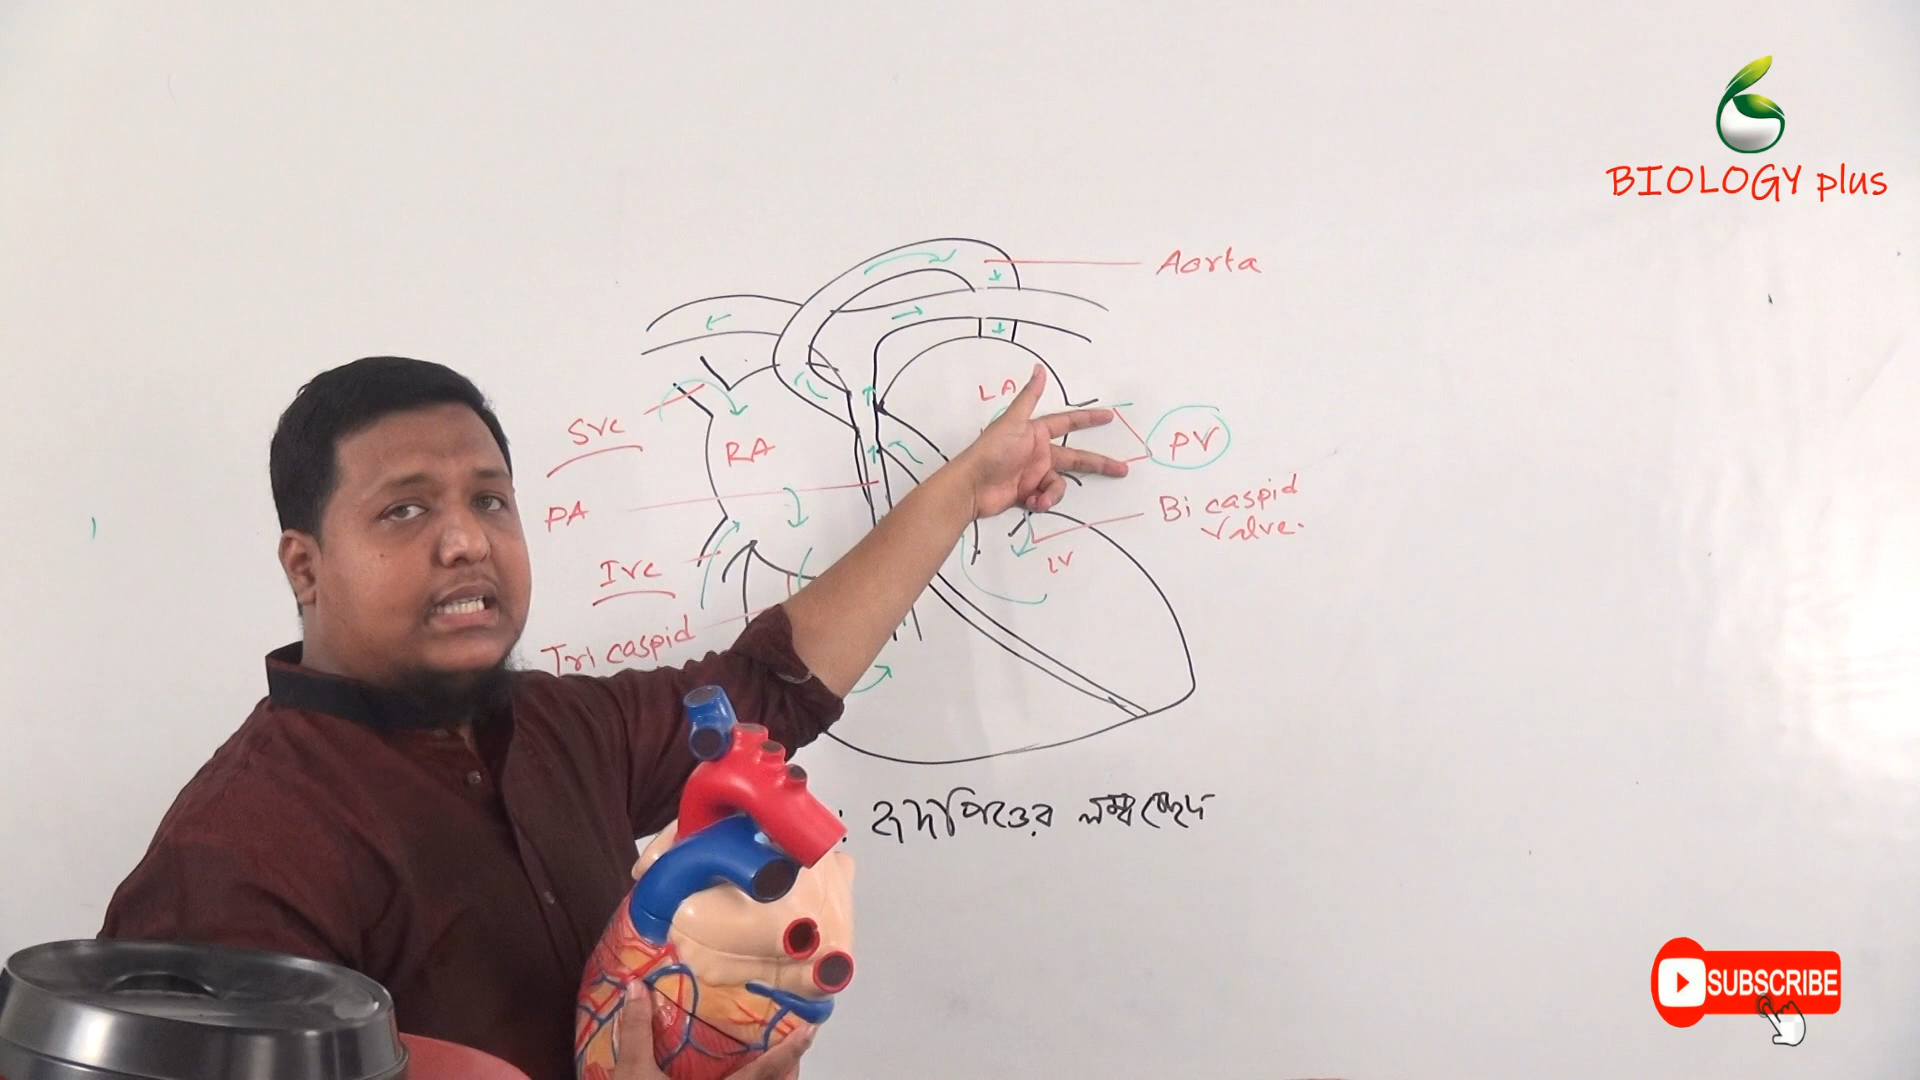 BIOLOGY plus
Aorta
LA
SVC
RA
PV
PA
Bi caspid
Valve.
IVC
LV
Tri caspid
: হৃদপিণ্ডের লম্বচ্ছেদ
SUBSCRIBE